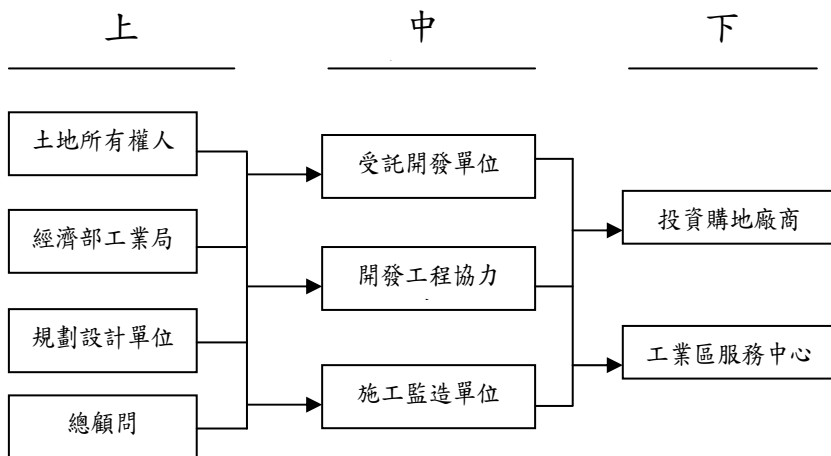 上
中
下
土地所有權人
經濟部工業局
規劃設計單位
總顧問
受託開發單位
開發工程協力
施工監造單位
投資購地廠商
工業區服務中心